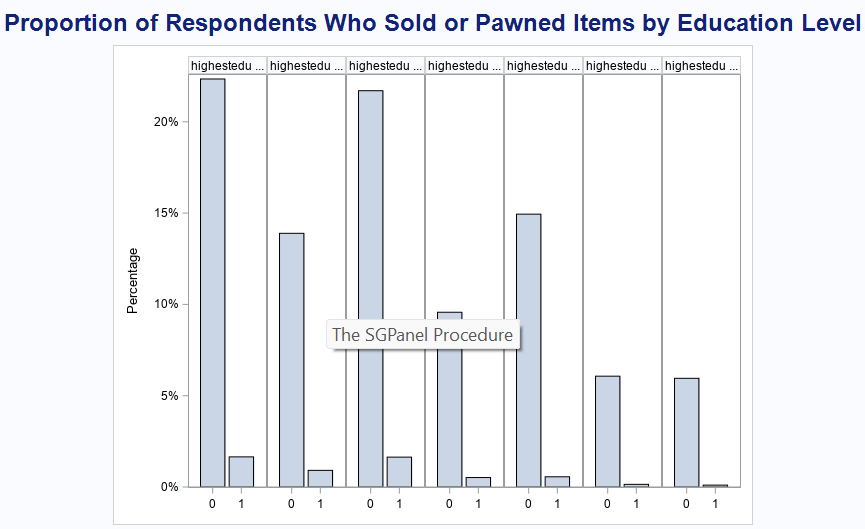 Proportion of Respondents Who Sold or Pawned Items by Education Level
highestedu ... highestedu ... highestedu ... highestedu ... highestedu ... highestedu ... highestedu ...
20%
15%
10%
5%
0%
Percentage
The SGPanel Procedure
0 1 0 1 0 1 0 1 0 1 0 1 0 1